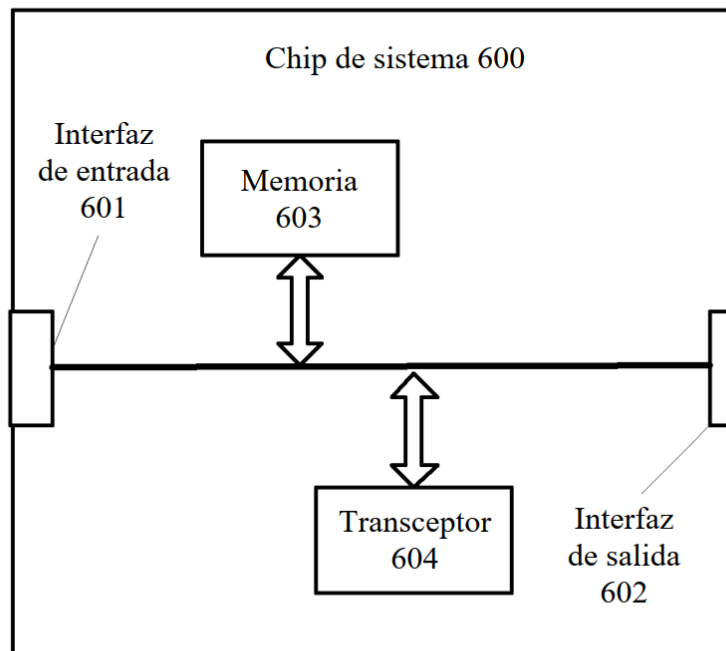 Chip de sistema 600
Interfaz
de entrada
601
Memoria
603
Transceptor
604
Interfaz
de salida
602